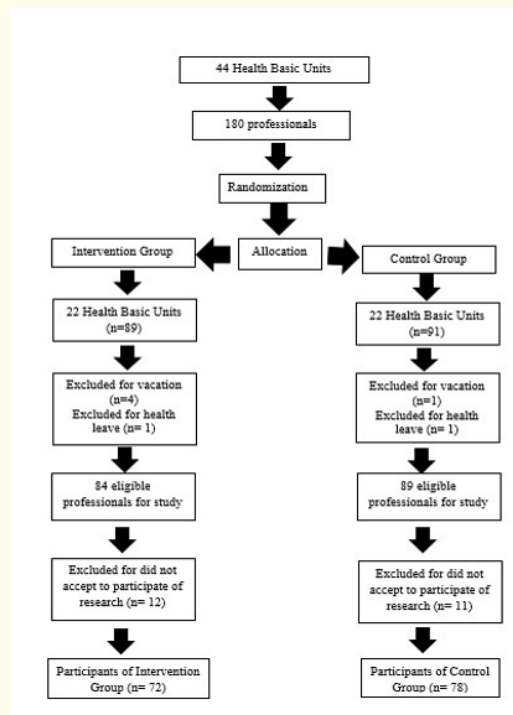 44 Health Basic Units
180 professionals
Randomization
Allocation
Intervention Group
22 Health Basic Units
(n=89)
Excluded for vacation
(n=4)
Excluded for health
leave (n= 1)
84 eligible
professionals for study
Excluded for did not
accept to participate of
research (n= 12)
Participants of Intervention
Group (n= 72)
Control Group
22 Health Basic Units
(n=91)
Excluded for vacation
(n=1)
Excluded for health
leave (n= 1)
89 eligible
professionals for study
Excluded for did not
accept to participate of
research (n= 11)
Participants of Control
Group (n= 78)